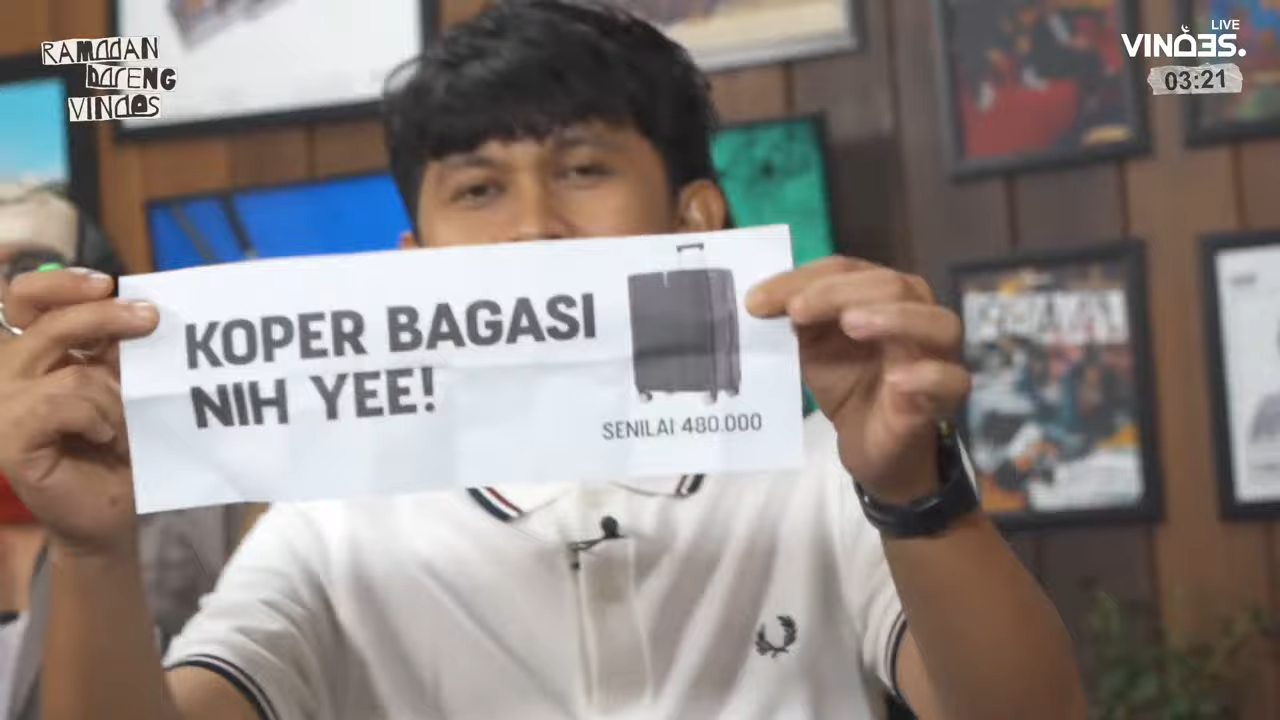 RAMADAN
BARENG
VINDES
LIVE
VINDES.
03:21
KOPER BAGASI
NIH YEE!
SENILAI 480.000